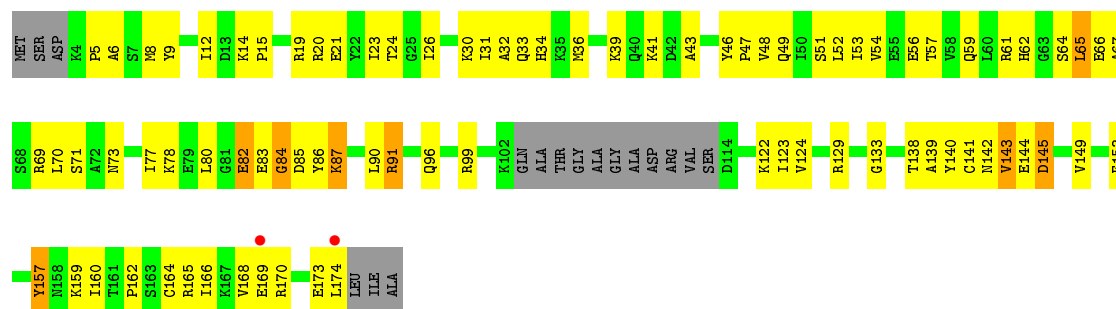 MET SER ASP K4 P5 A6 S7 M8 Y9 I12 D13 K14 P15 R19 R20 E21 Y22 I23 T24 G25 I26 K30 I31 A32 Q33 H34 K35 M36 K39 Q40 K41 D42 A43 Y46 P47 V48 Q49 I50 S51 L52 I53 V54 E55 E56 T57 V58 Q59 L60 R61 H62 G63 S64 L65 E66
S68 R69 L70 S71 A72 N73 I77 K78 E79 L80 G81 E82 E83 G84 D85 Y86 K87 L90 R91 Q96 R99 K102 GLN ALA THR GLY ALA GLY ALA ASP ARG VAL SER D114 K122 I123 V124 R129 G133 T138 A139 Y140 C141 N142 V143 E144 D145 V149
Y157 N158 K159 I160 T161 P162 S163 C164 R165 I166 K167 V168 E169 R170 E173 L174 LEU ILE ALA